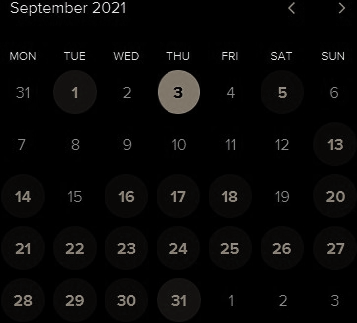 September 2021
MON TUE WED THU FRI SAT SUN
31 1 2 3 4 5 6
7 8 9 10 11 12 13
14 15 16 17 18 19 20
21 22 23 24 25 26 27
28 29 30 31 1 2 3